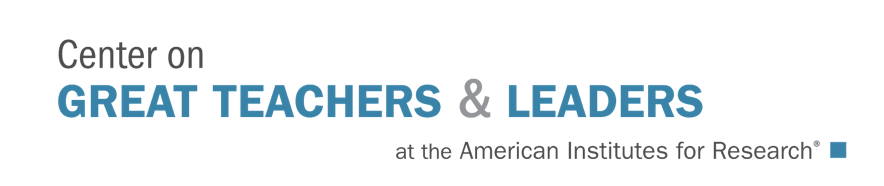 Center on
GREAT TEACHERS & LEADERS
at the American Institutes for Research®